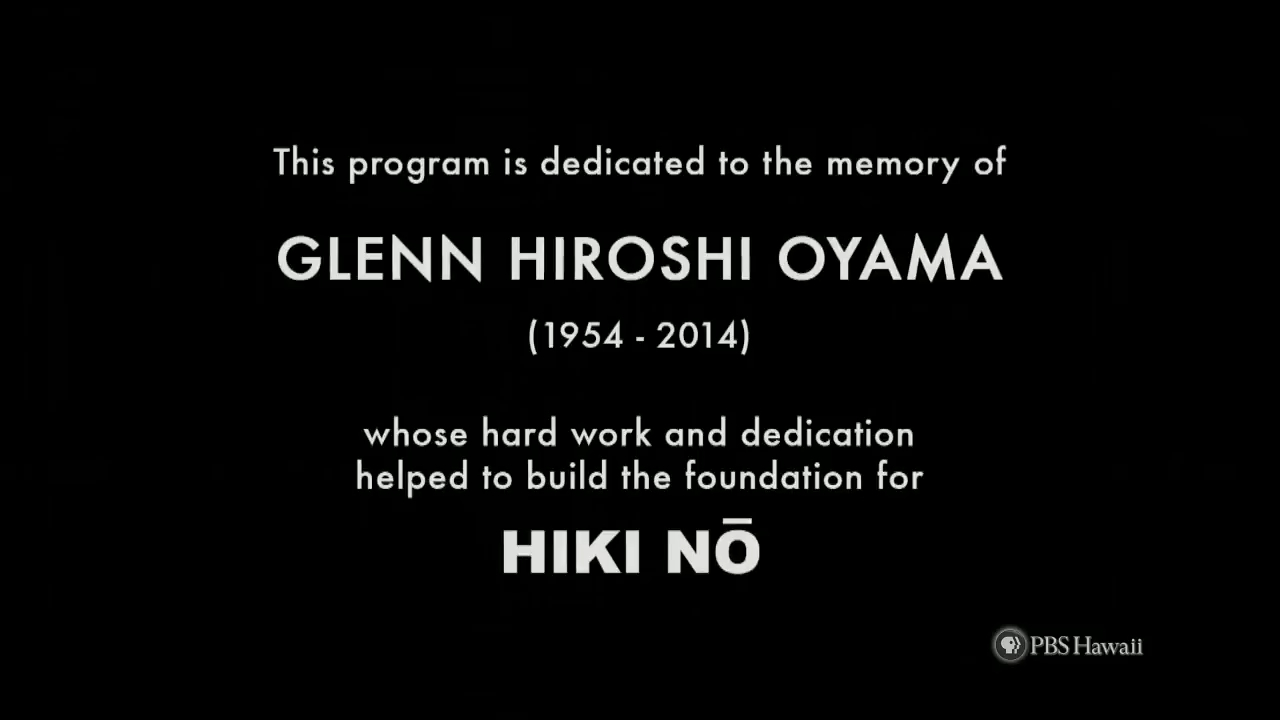 This program is dedicated to the memory of
GLENN HIROSHI OYAMA
(1954 - 2014)
whose hard work and dedication
helped to build the foundation for
HIKI NŌ
PBS Hawaii